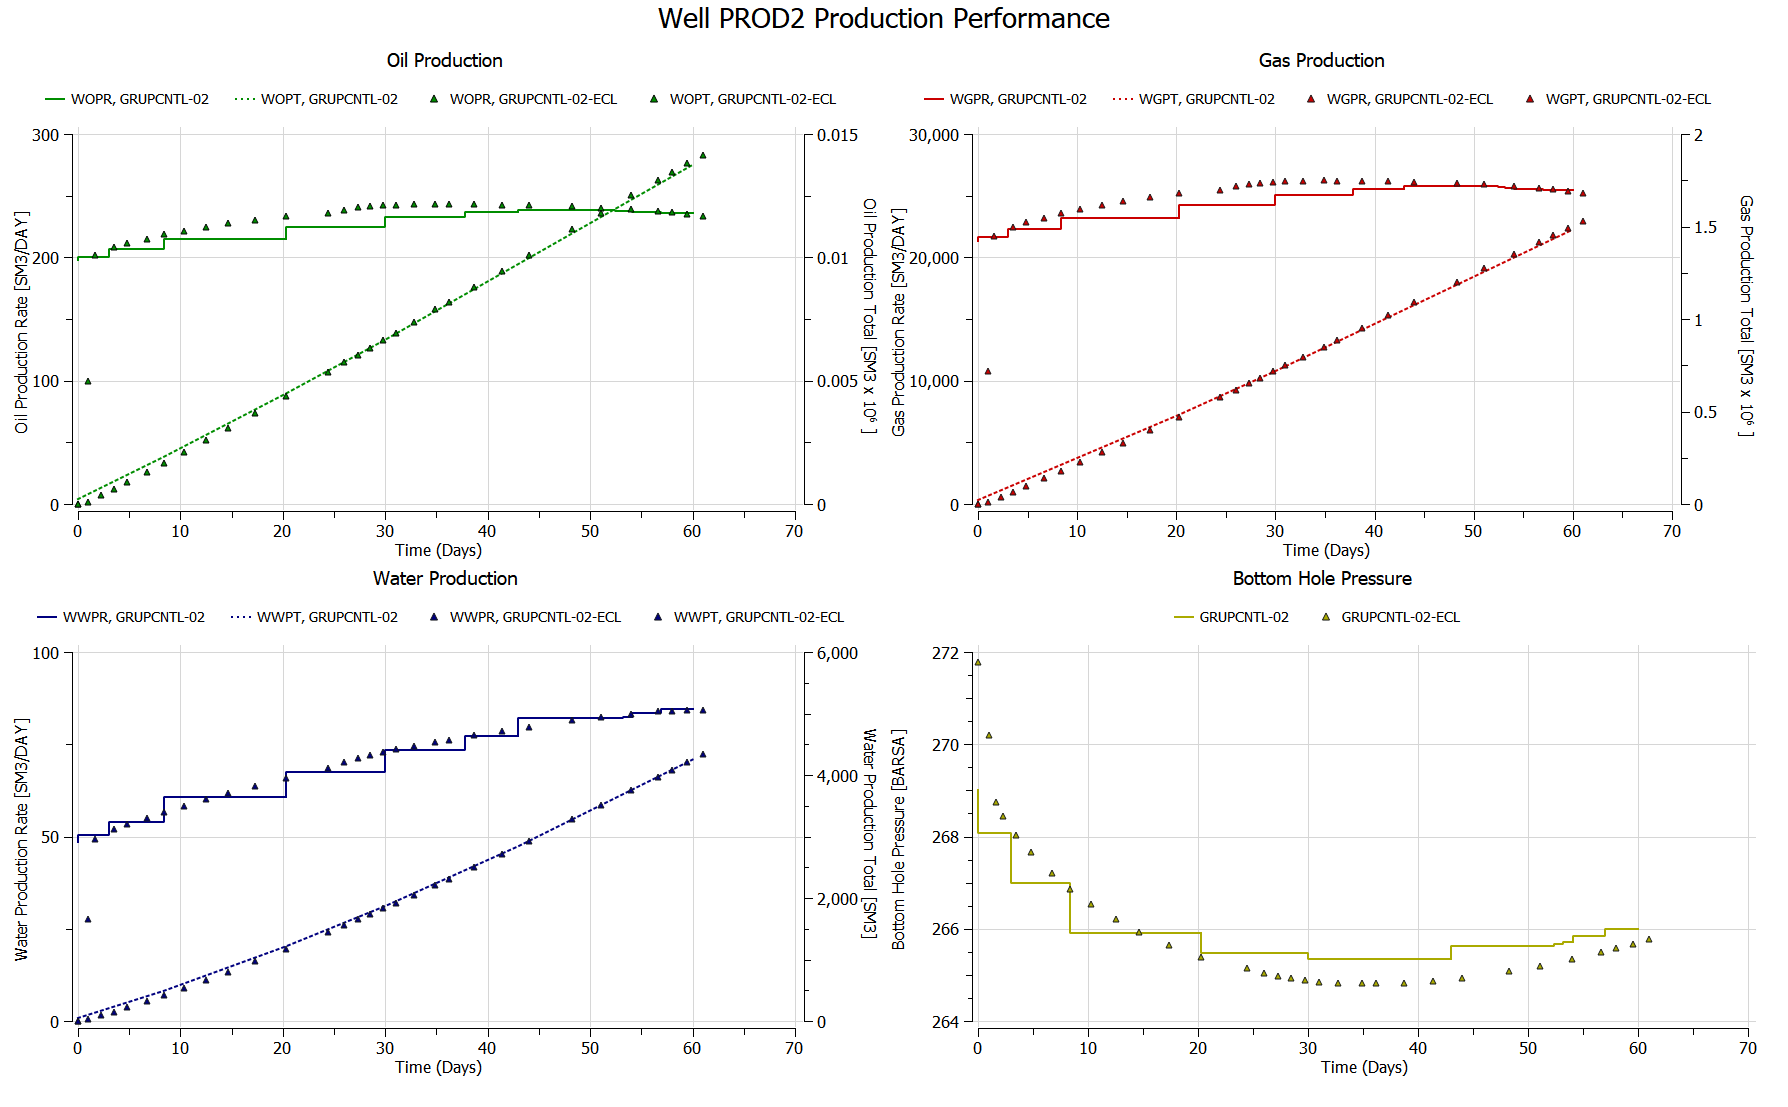 Well PROD2 Production Performance
Oil Production
WOPR, GRUPCNTL-02 WOPT, GRUPCNTL-02 WOPR, GRUPCNTL-02-ECL WOPT, GRUPCNTL-02-ECL
300
200
100
0
Oil Production Rate [SM3/DAY]
0.015
0.01
0.005
0
Oil Production Total [SM3 x 10⁶ ]
0 10 20 30 40 50 60 70
Time (Days)
Gas Production
WGPR, GRUPCNTL-02 WGPT, GRUPCNTL-02 WGPR, GRUPCNTL-02-ECL WGPT, GRUPCNTL-02-ECL
30,000
20,000
10,000
0
Gas Production Rate [SM3/DAY]
2
1.5
1
0.5
0
Gas Production Total [SM3 x 10⁶ ]
0 10 20 30 40 50 60 70
Time (Days)
Water Production
WWPR, GRUPCNTL-02 WWPT, GRUPCNTL-02 WWPR, GRUPCNTL-02-ECL WWPT, GRUPCNTL-02-ECL
100
50
0
Water Production Rate [SM3/DAY]
6,000
4,000
2,000
0
Water Production Total [SM3]
0 10 20 30 40 50 60 70
Time (Days)
Bottom Hole Pressure
GRUPCNTL-02 GRUPCNTL-02-ECL
272
270
268
266
264
Bottom Hole Pressure [BARSA]
0 10 20 30 40 50 60 70
Time (Days)